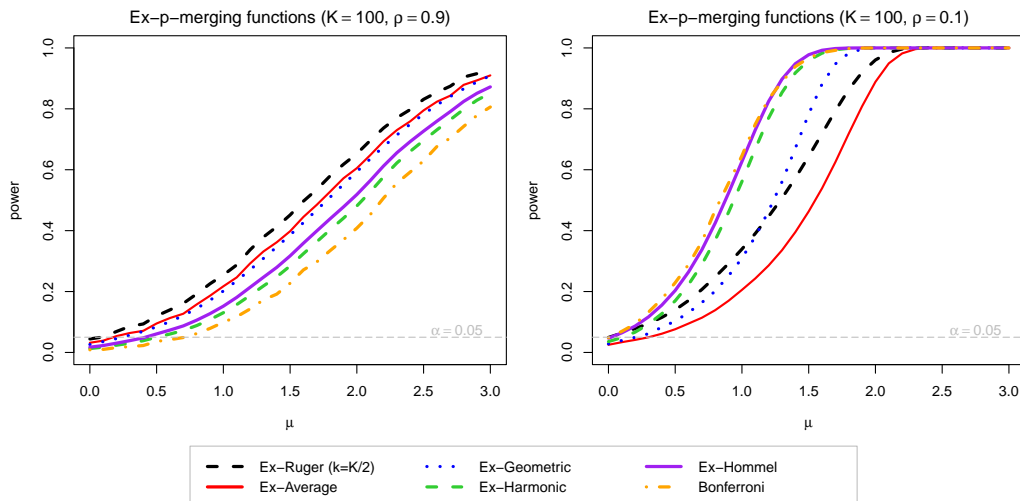 Ex−p−merging functions (K = 100, ρ = 0.9)
power
0.0 0.2 0.4 0.6 0.8 1.0
α = 0.05
0.0 0.5 1.0 1.5 2.0 2.5 3.0
μ
Ex−p−merging functions (K = 100, ρ = 0.1)
power
0.0 0.2 0.4 0.6 0.8 1.0
α = 0.05
0.0 0.5 1.0 1.5 2.0 2.5 3.0
μ
Ex−Ruger (k=K/2) Ex−Geometric Ex−Hommel
Ex−Average Ex−Harmonic Bonferroni